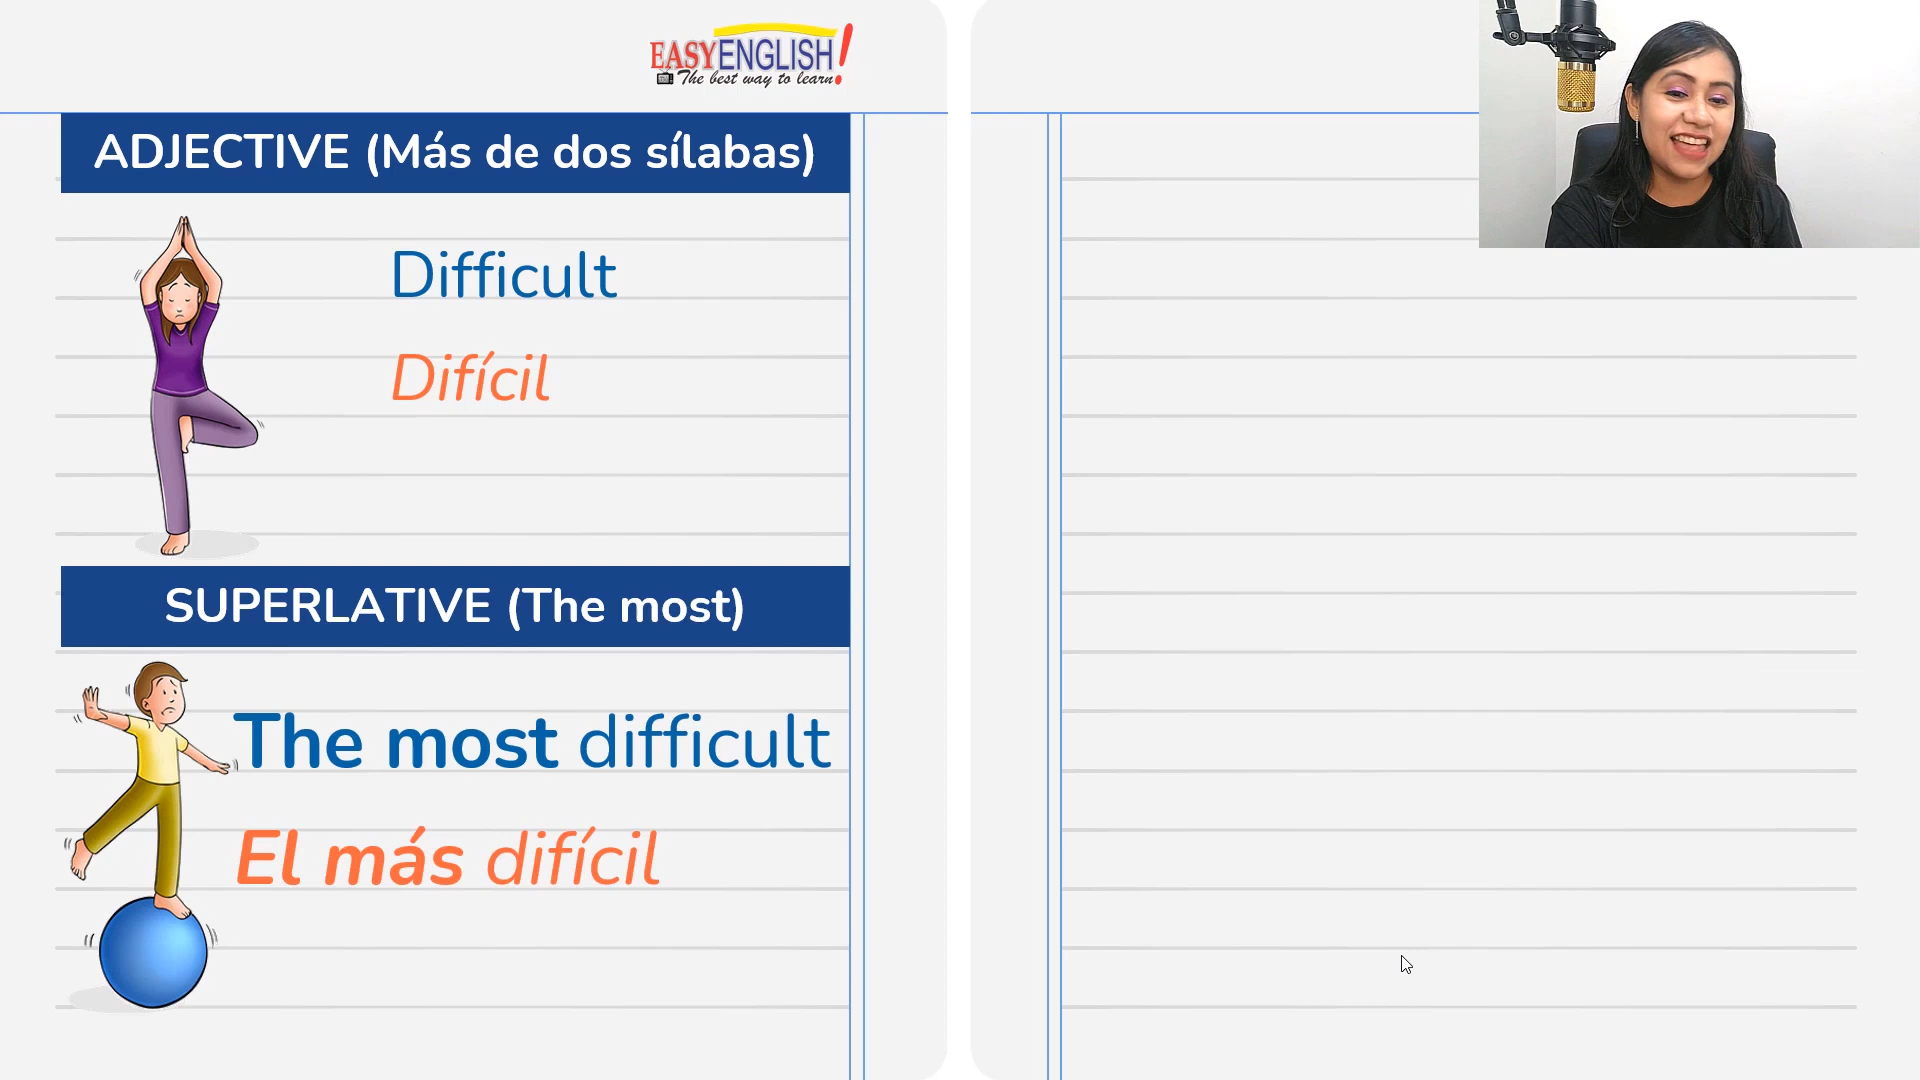 EASYENGLISH!
The best way to learn!
ADJECTIVE (Más de dos sílabas)
Difficult
Difícil
SUPERLATIVE (The most)
The most difficult
El más difícil